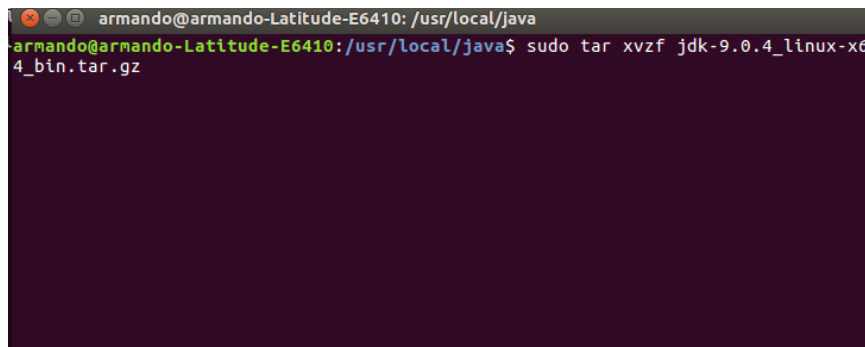 armando@armando-Latitude-E6410: /usr/local/java
armando@armando-Latitude-E6410:/usr/local/java$ sudo tar xvzf jdk-9.0.4_linux-x6
4_bin.tar.gz